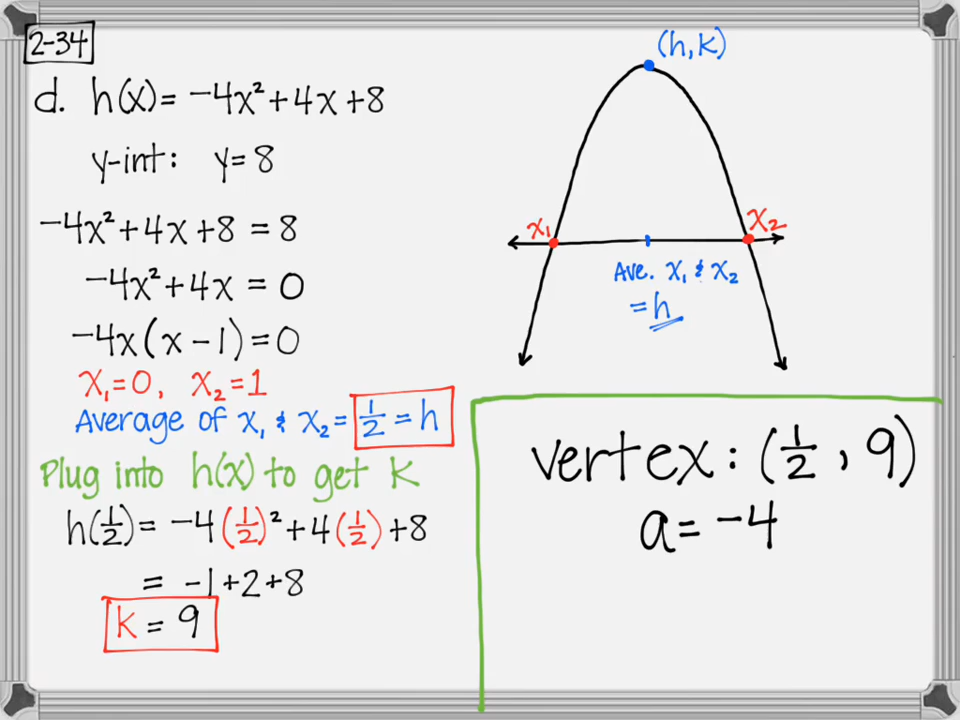 2-34
d. h(x) = -4x² + 4x + 8
y-int: y = 8
-4x² + 4x + 8 = 8
-4x² + 4x = 0
-4x(x - 1) = 0
x₁ = 0, x₂ = 1
Average of x₁ & x₂ = 1/2 = h
Plug into h(x) to get k
h(1/2) = -4(1/2)² + 4(1/2) + 8
= -1 + 2 + 8
k = 9
(h, k)
x₁
x₂
Ave. x₁ & x₂
= h
vertex: (1/2, 9)
a = -4